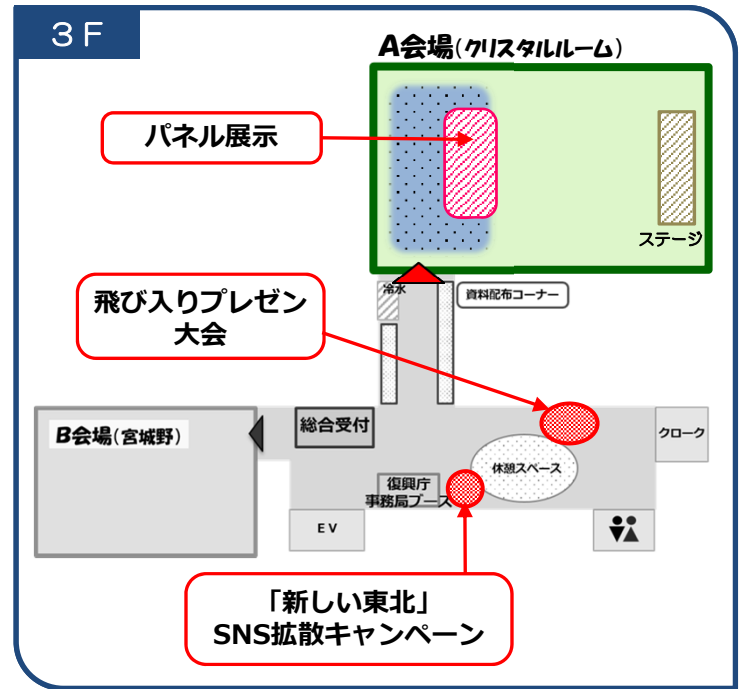 ３Ｆ
A会場(クリスタルルーム)
パネル展示
ステージ
冷水
資料配布コーナー
飛び入りプレゼン
大会
B会場(宮城野)
総合受付
クローク
休憩スペース
復興庁
事務局ブース
ＥＶ
「新しい東北」
SNS拡散キャンペーン